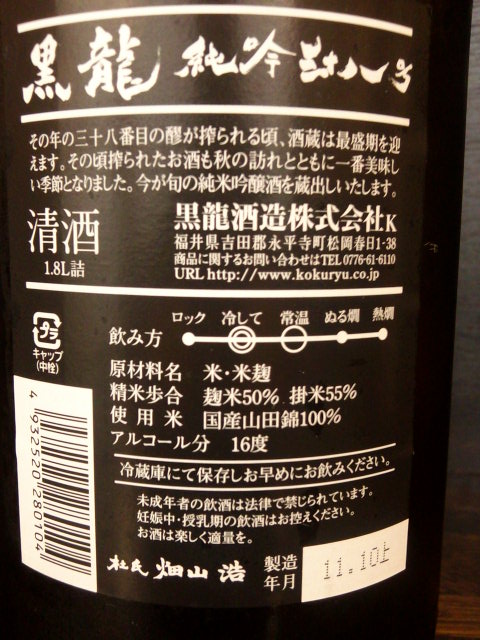 黒龍 純吟三十八号
その年の三十八番目の醪が搾られる頃、酒蔵は最盛期を迎
えます。その頃搾られたお酒も秋の訪れとともに一番美味し
い季節となりました。今が旬の純米吟醸酒を蔵出しいたします。
清酒
1.8L詰
黒龍酒造株式会社K
福井県吉田郡永平寺町松岡春日1-38
商品に関するお問い合わせはTEL0776-61-6110
URL http://www.kokuryu.co.jp
プラ
キャップ
(中栓)
飲み方 ロック 冷して 常温 ぬる燗 熱燗
原材料名 米・米麹
精米歩合 麹米50% 掛米55%
使用米 国産山田錦100%
アルコール分 16度
冷蔵庫にて保存しお早めにお飲みください。
未成年者の飲酒は法律で禁じられています。
妊娠中・授乳期の飲酒はお控えください。
お酒は楽しく適量を。
杜氏 畑山 浩
製造
年月
11.10上
4 932520 280104